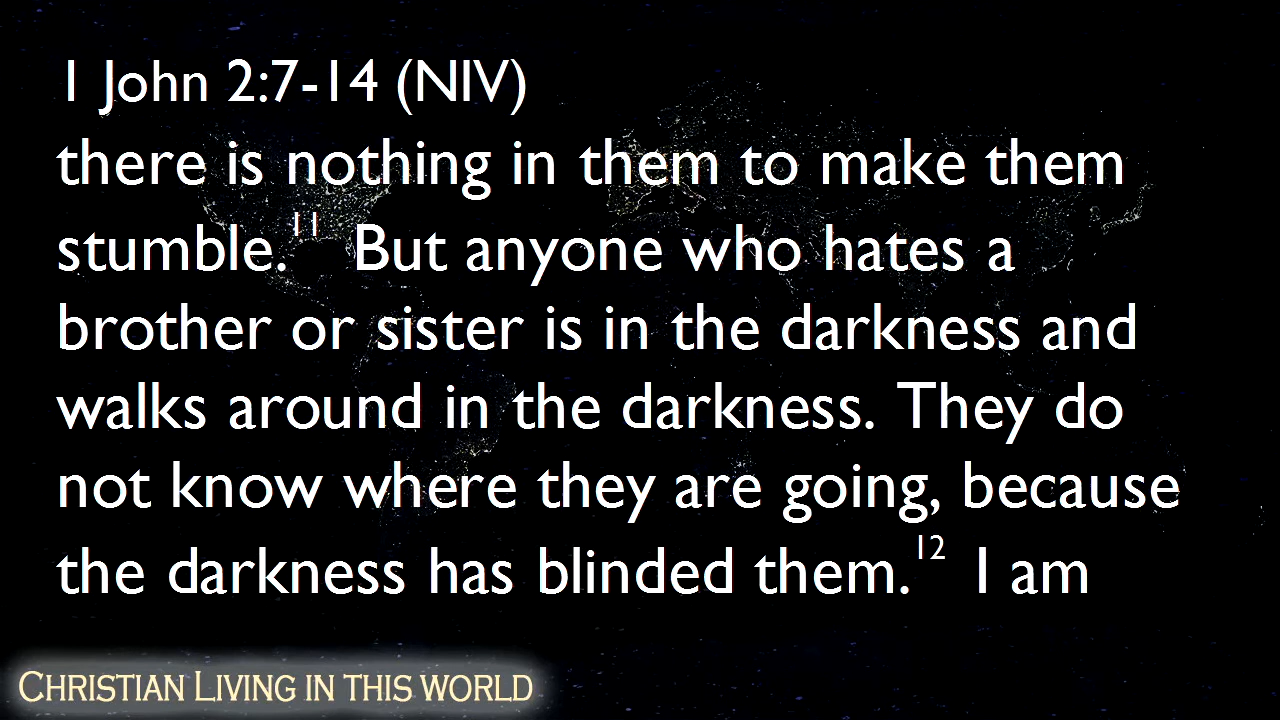 1 John 2:7-14 (NIV)
there is nothing in them to make them
stumble.11 But anyone who hates a
brother or sister is in the darkness and
walks around in the darkness. They do
not know where they are going, because
the darkness has blinded them.12 I am
Christian Living in this world